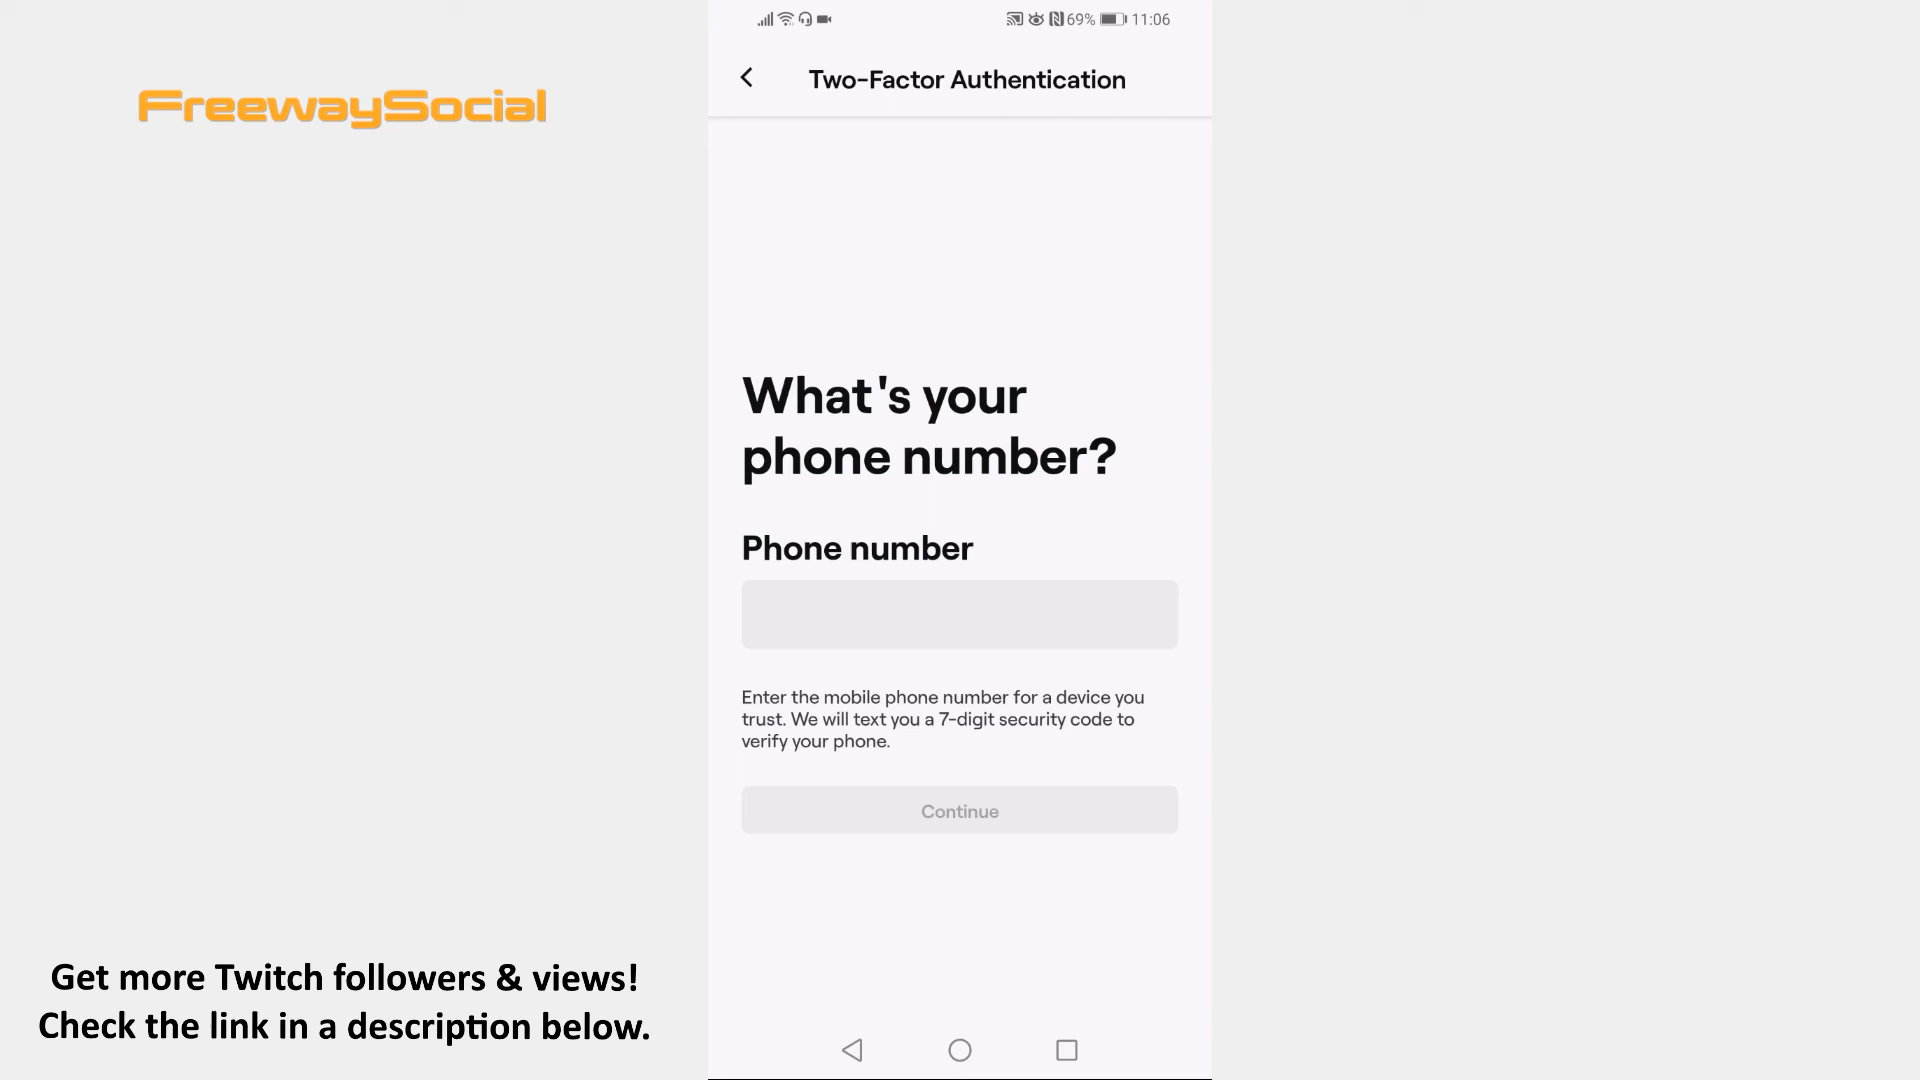 69% 11:06
Two-Factor Authentication
FreewaySocial
What's your
phone number?
Phone number
Enter the mobile phone number for a device you
trust. We will text you a 7-digit security code to
verify your phone.
Continue
Get more Twitch followers & views!
Check the link in a description below.